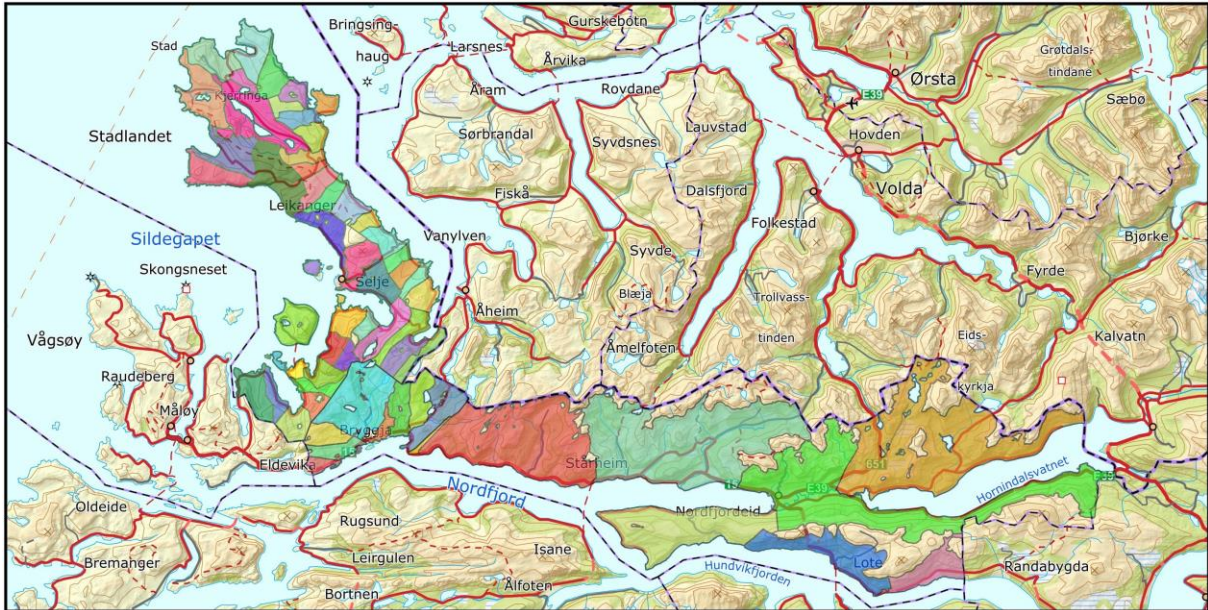 Bringsing-
haug
Gurskebotn
Stad
Larsnes
Årvika
Grøtdals-
tindane
Ørsta
Kjerringa
Åram
Rovdane
E39
Sæbø
Stadlandet
Sørbrandal
Syvdsnes
Lauvstad
Hovden
Leikanger
Fiskå
Dalsfjord
Volda
Folkestad
Sildegapet
Vanylven
Syvde
Bjørke
Skongsneset
Selje
Blæja
Trollvass-
tinden
Fyrde
Åheim
Vågsøy
Åmelfoten
Eids-
kyrkja
Kalvatn
Raudeberg
Måløy
Bryggja
15
Eldevika
Stårheim
651
Hornindalsvatnet
E39
Nordfjord
15
E39
Oldeide
Rugsund
Nordfjordeid
Bremanger
Leirgulen
Isane
Lote
Randabygda
Hundvikfjorden
Bortnen
Ålfoten